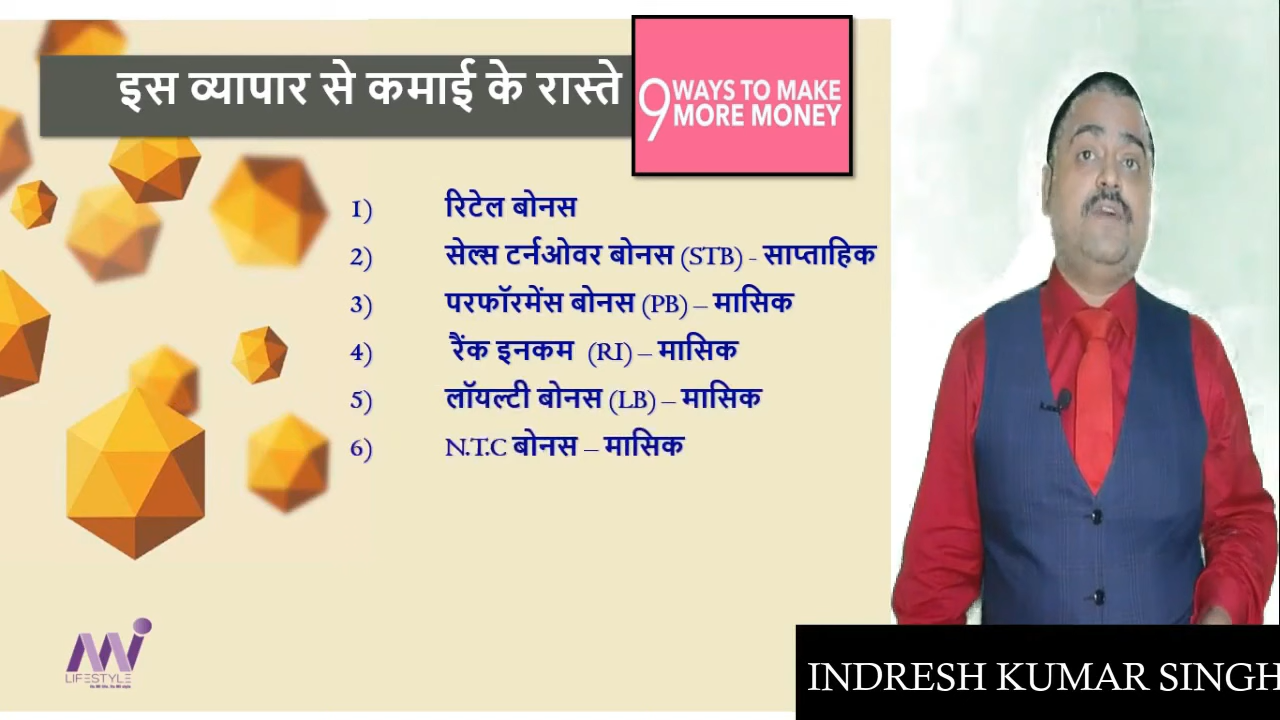 इस व्यापार से कमाई के रास्ते
9 WAYS TO MAKE
MORE MONEY
1) रिटेल बोनस
2) सेल्स टर्नओवर बोनस (STB) - साप्ताहिक
3) परफॉरमेंस बोनस (PB) – मासिक
4) रैंक इनकम (RI) – मासिक
5) लॉयल्टी बोनस (LB) – मासिक
6) N.T.C बोनस – मासिक
LIFESTYLE
INDRESH KUMAR SINGH